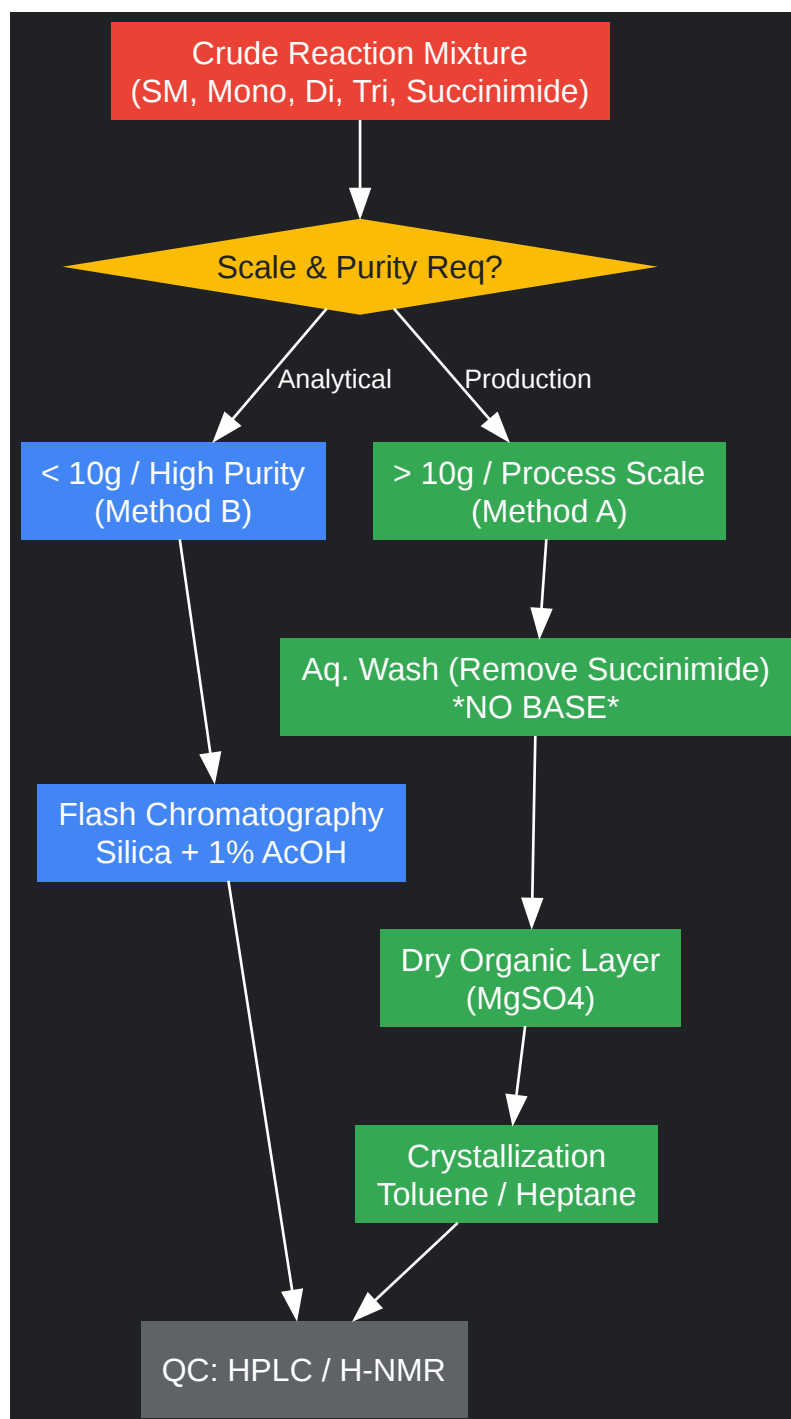 Crude Reaction Mixture
(SM, Mono, Di, Tri, Succinimide)
Scale & Purity Req?
Analytical
Production
< 10g / High Purity
(Method B)
> 10g / Process Scale
(Method A)
Aq. Wash (Remove Succinimide)
*NO BASE*
Flash Chromatography
Silica + 1% AcOH
Dry Organic Layer
(MgSO4)
Crystallization
Toluene / Heptane
QC: HPLC / H-NMR